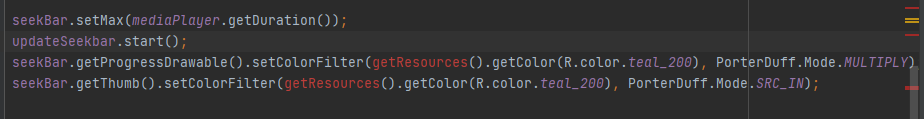 seekBar.setMax(mediaPlayer.getDuration());
updateSeekbar.start();
seekBar.getProgressDrawable().setColorFilter(getResources().getColor(R.color.teal_200), PorterDuff.Mode.MULTIPLY)
seekBar.getThumb().setColorFilter(getResources().getColor(R.color.teal_200), PorterDuff.Mode.SRC_IN);